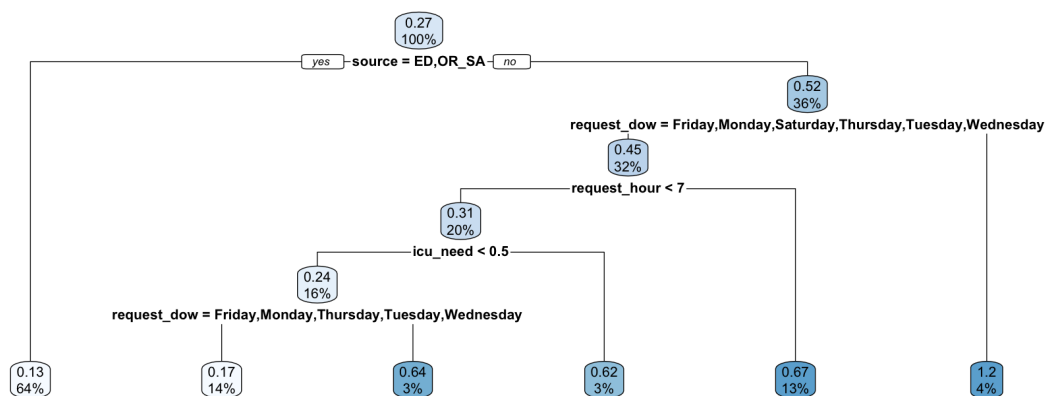 0.27
100%
yes source = ED,OR_SA no
0.52
36%
request_dow = Friday,Monday,Saturday,Thursday,Tuesday,Wednesday
0.45
32%
request_hour < 7
0.31
20%
icu_need < 0.5
0.24
16%
request_dow = Friday,Monday,Thursday,Tuesday,Wednesday
0.13 0.17 0.64 0.62 0.67 1.2
64% 14% 3% 3% 13% 4%